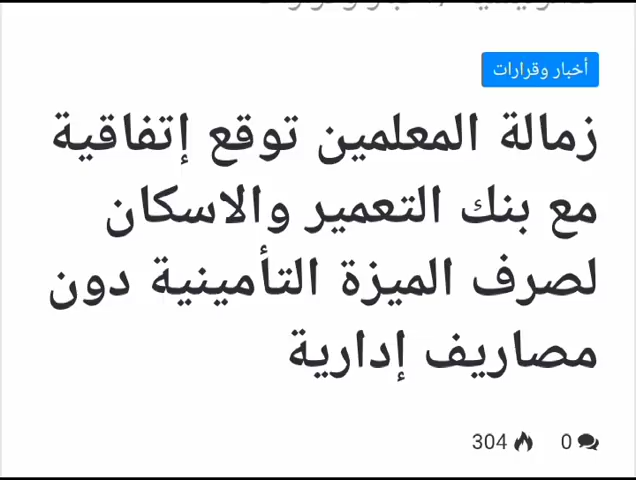 أخبار وقرارات
زمالة المعلمين توقع إتفاقية
مع بنك التعمير والاسكان
لصرف الميزة التأمينية دون
مصاريف إدارية
0 304